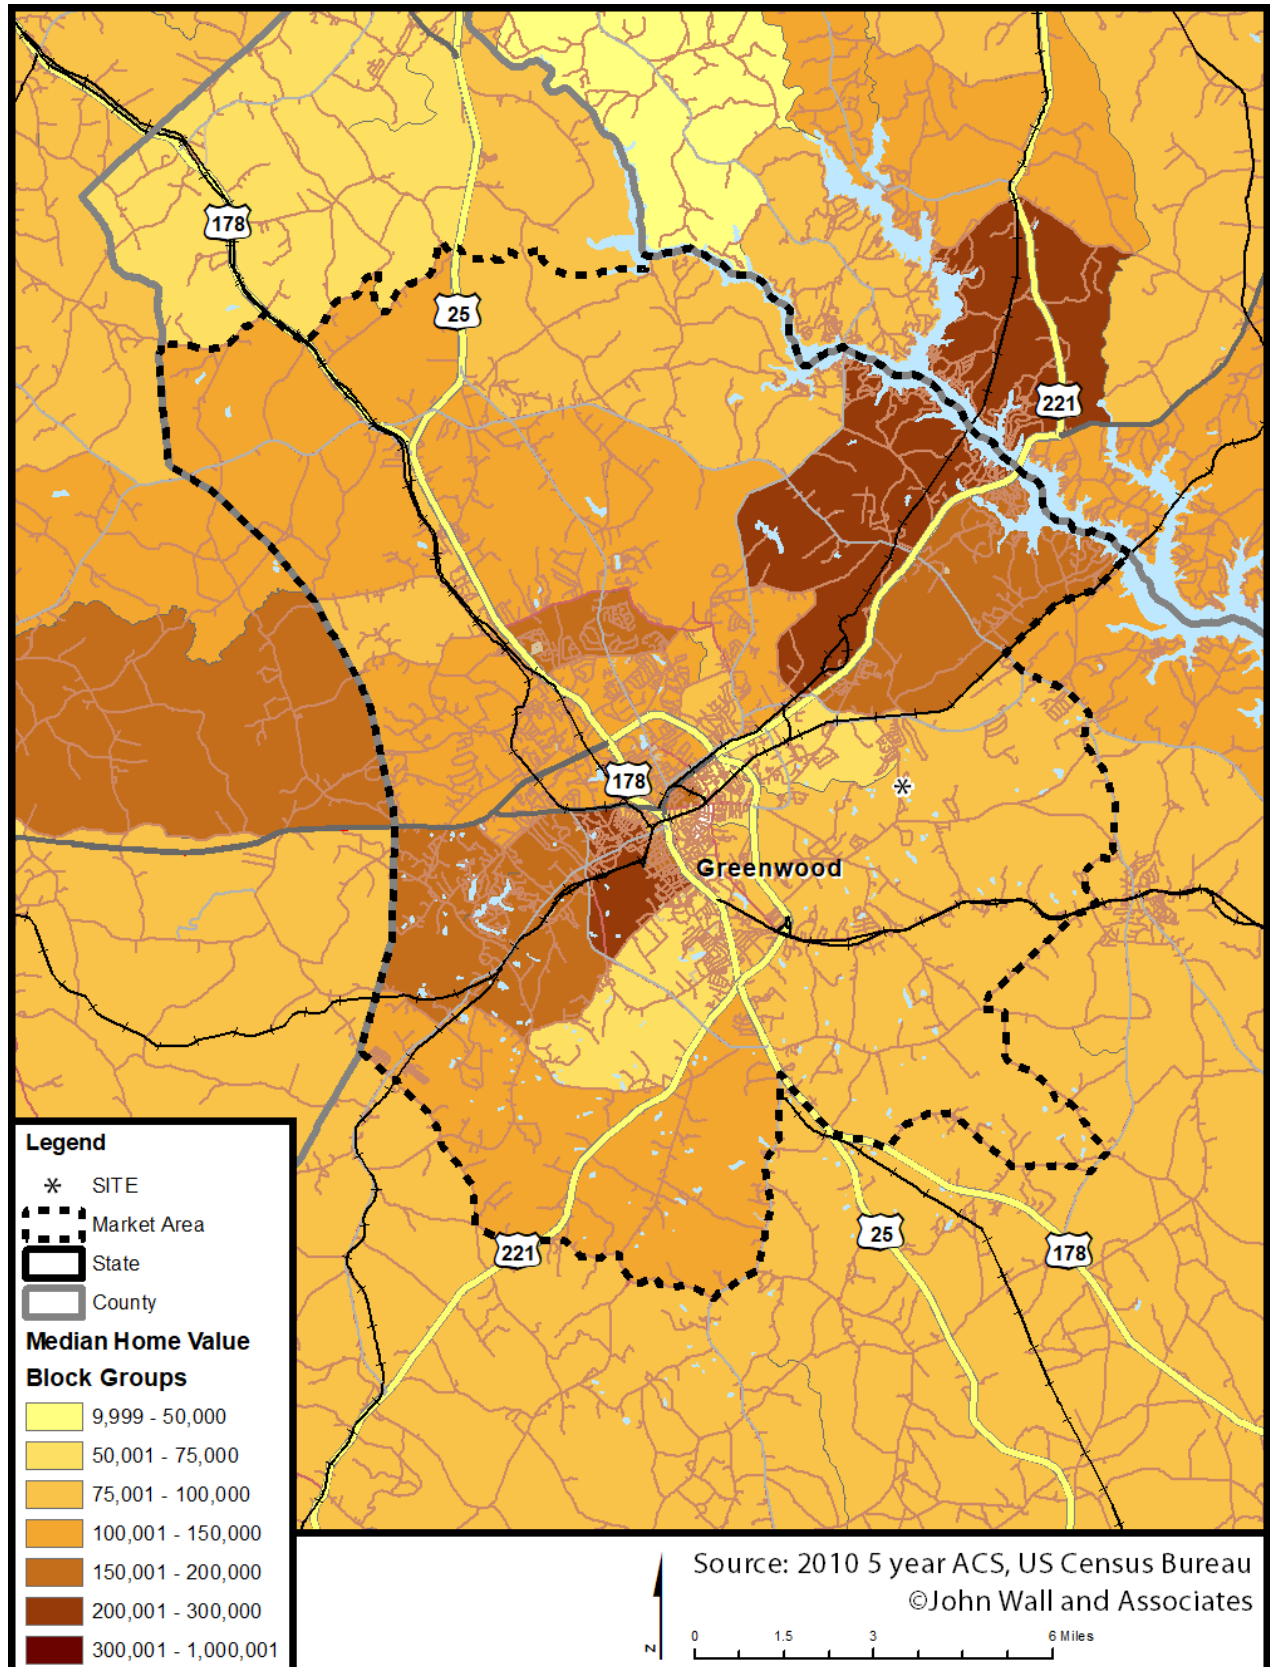 178
25
221
178
Greenwood
221
25
178
Legend
SITE
Market Area
State
County
Median Home Value
Block Groups
9,999 - 50,000
50,001 - 75,000
75,001 - 100,000
100,001 - 150,000
150,001 - 200,000
200,001 - 300,000
300,001 - 1,000,001
Source: 2010 5 year ACS, US Census Bureau
©John Wall and Associates
N
0 1.5 3 6 Miles